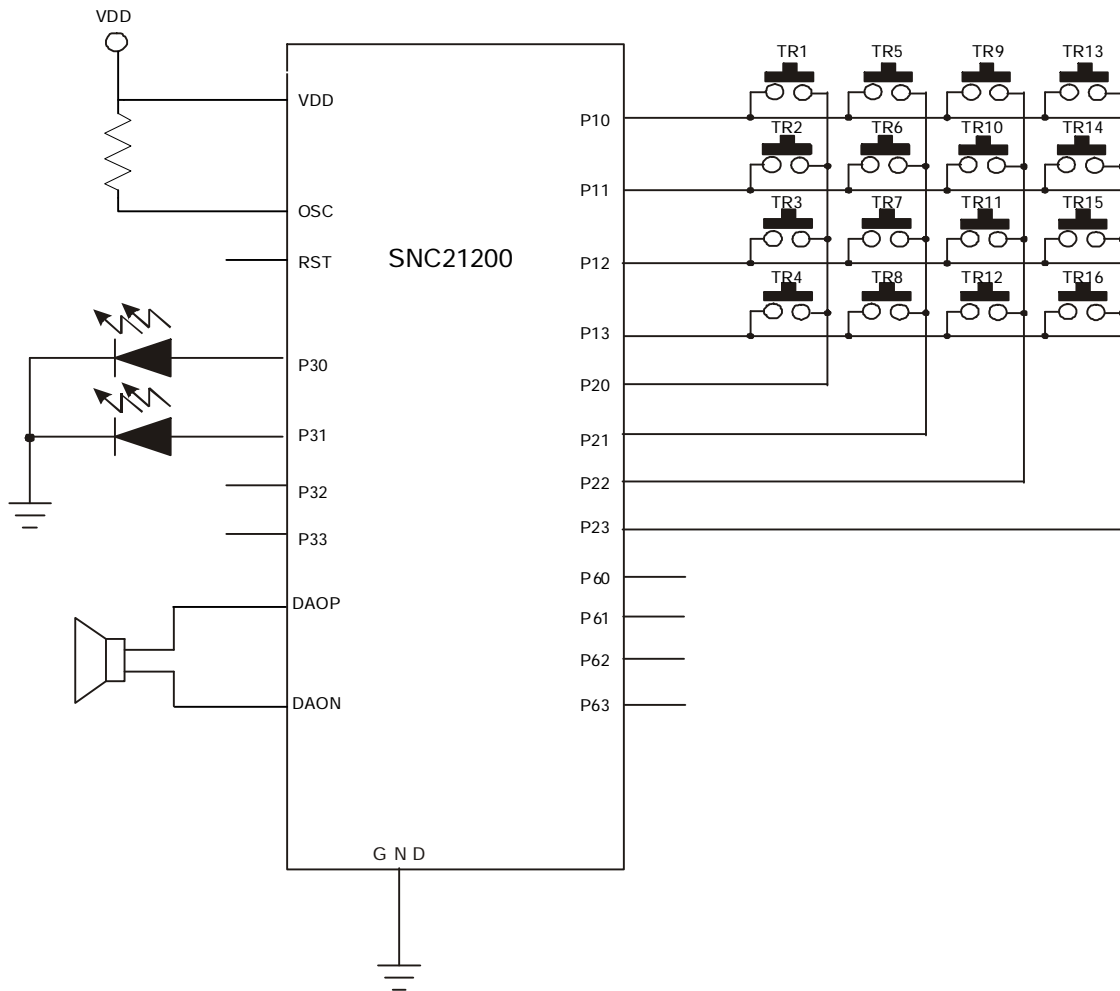 VDD
VDD
OSC
RST
P30
P31
P32
P33
DAOP
DAON
SNC21200
GND
P10
P11
P12
P13
P20
P21
P22
P23
P60
P61
P62
P63
TR1 TR5 TR9 TR13
TR2 TR6 TR10 TR14
TR3 TR7 TR11 TR15
TR4 TR8 TR12 TR16